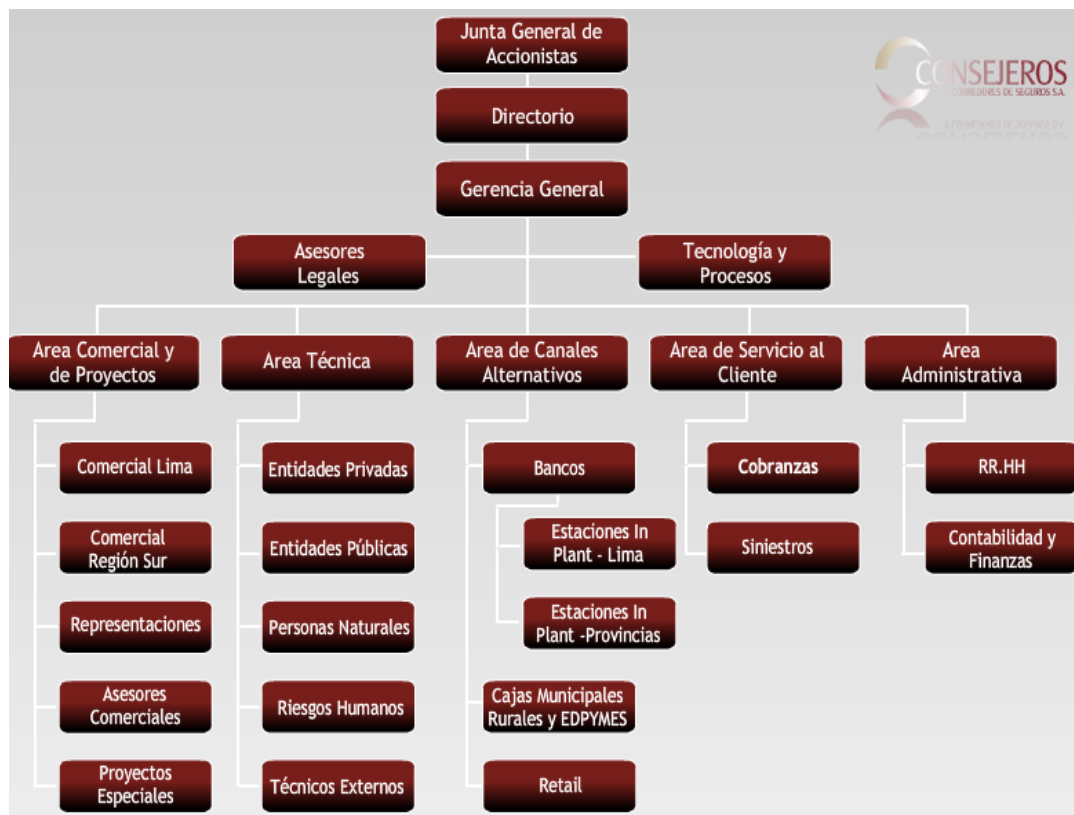 Junta General de
Accionistas
CONSEJEROS
CORREDORES DE SEGUROS S.A.
Directorio
Gerencia General
Asesores
Legales
Tecnología y
Procesos
Area Comercial y
de Proyectos
Area Técnica
Area de Canales
Alternativos
Area de Servicio al
Cliente
Area
Administrativa
Comercial Lima
Comercial
Región Sur
Representaciones
Asesores
Comerciales
Proyectos
Especiales
Entidades Privadas
Entidades Públicas
Personas Naturales
Riesgos Humanos
Técnicos Externos
Bancos
Estaciones In
Plant - Lima
Estaciones In
Plant -Provincias
Cajas Municipales
Rurales y EDPYMES
Retail
Cobranzas
Siniestros
RR.HH
Contabilidad y
Finanzas